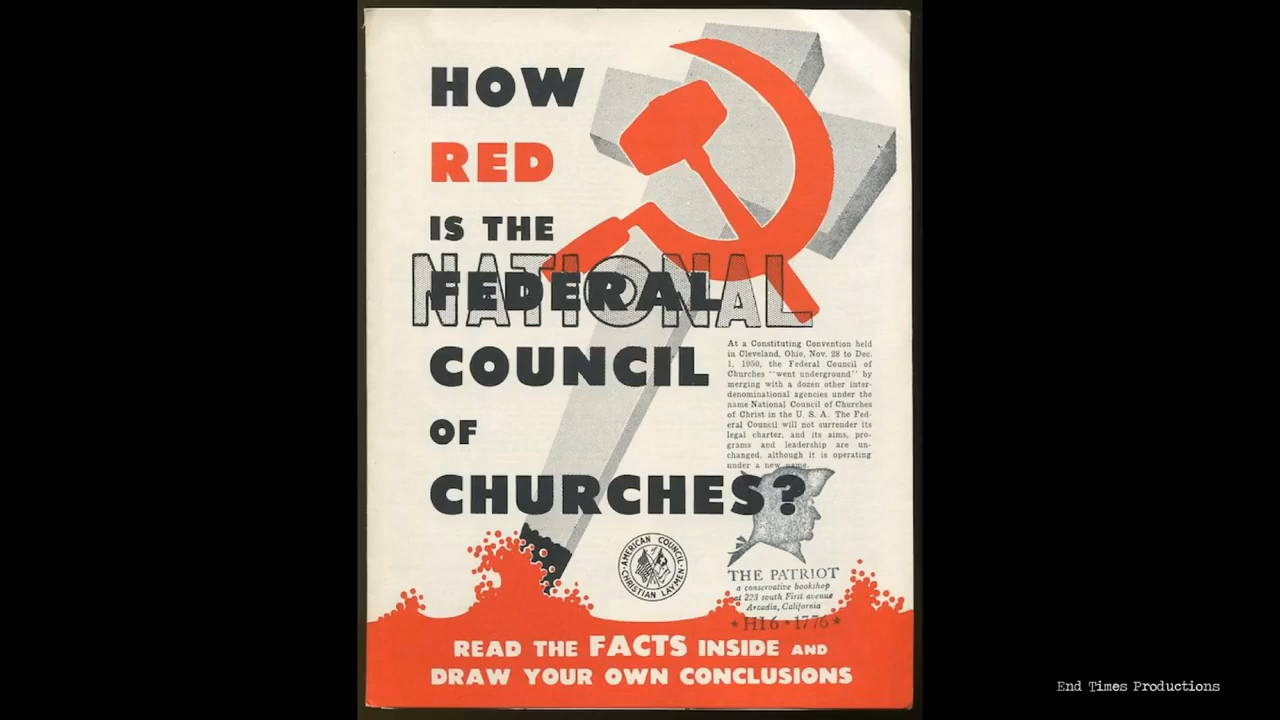 HOW
RED
IS THE
NATIONAL
FEDERAL
COUNCIL
OF
CHURCHES?
At a Constituting Convention held
in Cleveland, Ohio, Nov. 28 to Dec.
1, 1950, the Federal Council of
Churches "went underground" by
merging with a dozen other inter-
denominational agencies under the
name National Council of Churches
of Christ in the U. S. A. The Fed-
eral Council will not surrender its
legal charter, and its aims, pro-
grams and leadership are un-
changed, although it is operating
under a new name.
AMERICAN COUNCIL
CHRISTIAN LAYMEN
THE PATRIOT
a conservative bookshop
at 223 south First avenue
Arcadia, California
★ HI 6 ★ 1776 ★
READ THE FACTS INSIDE AND
DRAW YOUR OWN CONCLUSIONS
End Times Productions